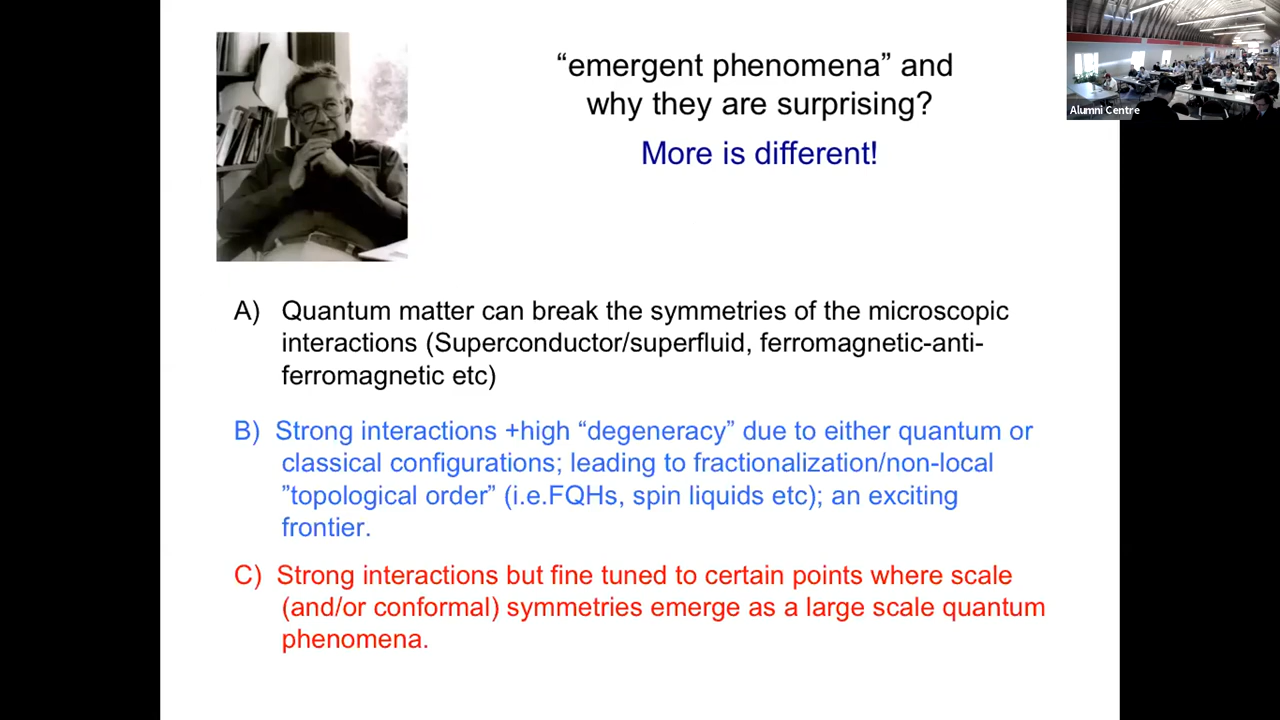 “emergent phenomena” and
why they are surprising?
More is different!
Alumni Centre
A) Quantum matter can break the symmetries of the microscopic
interactions (Superconductor/superfluid, ferromagnetic-anti-
ferromagnetic etc)
B) Strong interactions +high “degeneracy” due to either quantum or
classical configurations; leading to fractionalization/non-local
”topological order” (i.e.FQHs, spin liquids etc); an exciting
frontier.
C) Strong interactions but fine tuned to certain points where scale
(and/or conformal) symmetries emerge as a large scale quantum
phenomena.